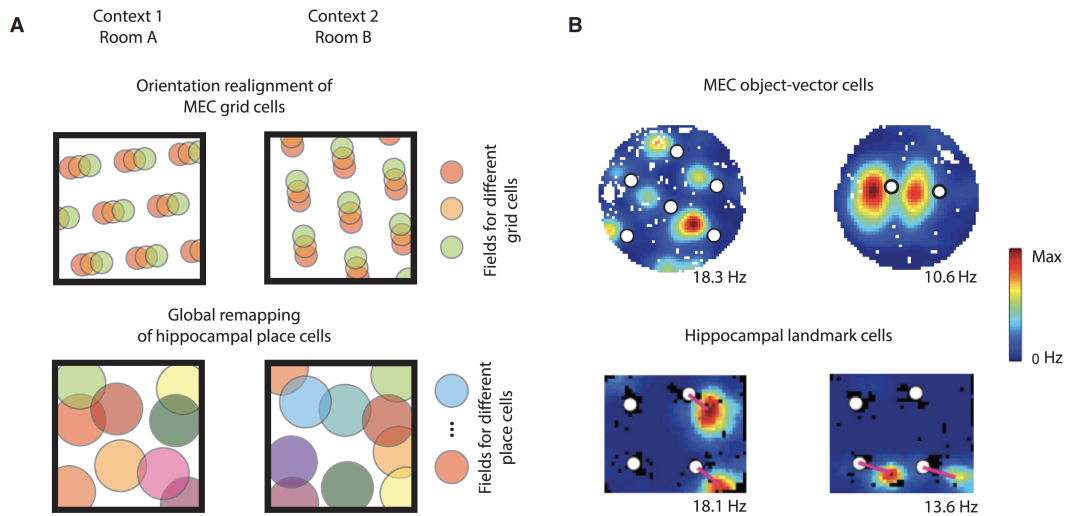 A
Context 1
Room A
Context 2
Room B
Orientation realignment of
MEC grid cells
Fields for different
grid cells
Global remapping
of hippocampal place cells
...
Fields for different
place cells
B
MEC object-vector cells
18.3 Hz
10.6 Hz
Max
0 Hz
Hippocampal landmark cells
18.1 Hz
13.6 Hz